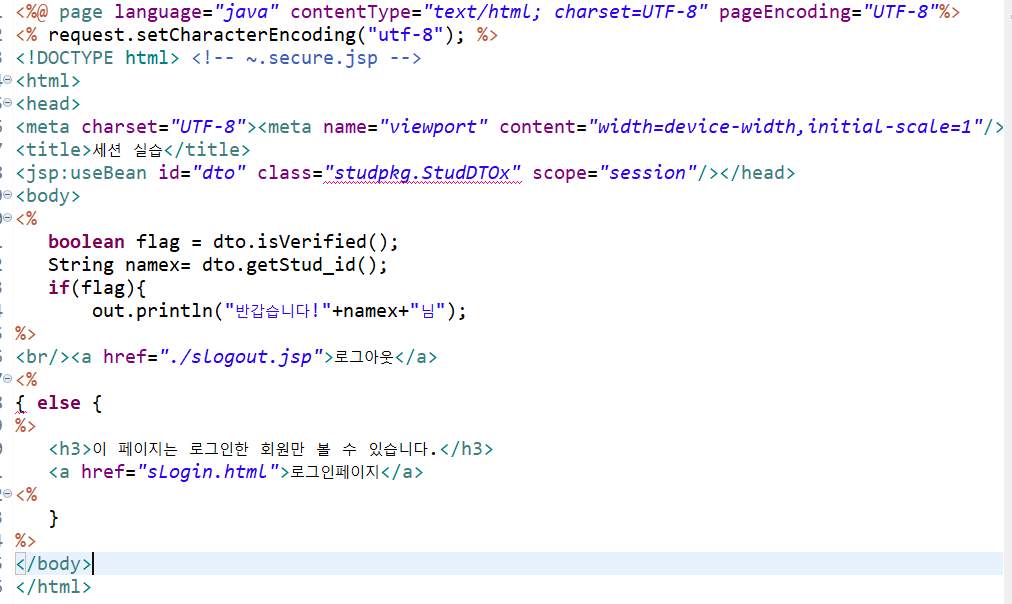 <%@ page language="java" contentType="text/html; charset=UTF-8" pageEncoding="UTF-8"%>
<% request.setCharacterEncoding("utf-8"); %>
<!DOCTYPE html> <!-- ~.secure.jsp -->
<html>
<head>
<meta charset="UTF-8"><meta name="viewport" content="width=device-width,initial-scale=1"/>
<title>세션 실습</title>
<jsp:useBean id="dto" class="studpkg.StudDTOx" scope="session"/></head>
<body>
<%
boolean flag = dto.isVerified();
String namex= dto.getStud_id();
if(flag){
out.println("반갑습니다!"+namex+"님");
%>
<br/><a href="./slogout.jsp">로그아웃</a>
<%
{ else {
%>
<h3>이 페이지는 로그인한 회원만 볼 수 있습니다.</h3>
<a href="sLogin.html">로그인페이지</a>
<%
}
%>
</body>
</html>